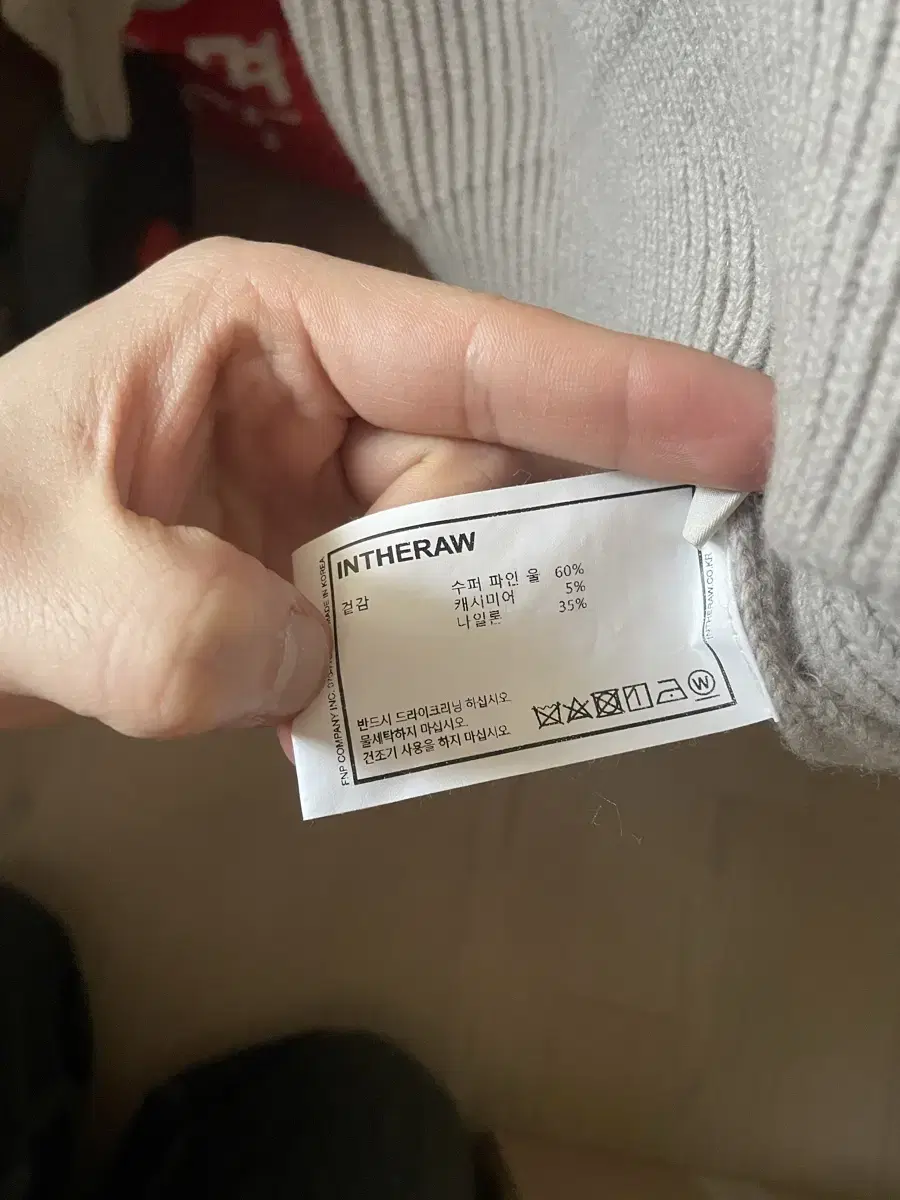 INTHERAW
겉감
수퍼 파인 울 60%
캐시미어 5%
나일론 35%
반드시 드라이크리닝 하십시오
물세탁하지 마십시오.
건조기 사용을 하지 마십시오
W
FNP COMPANY INC.
MADE IN KOREA
INTHERAW.CO.KR